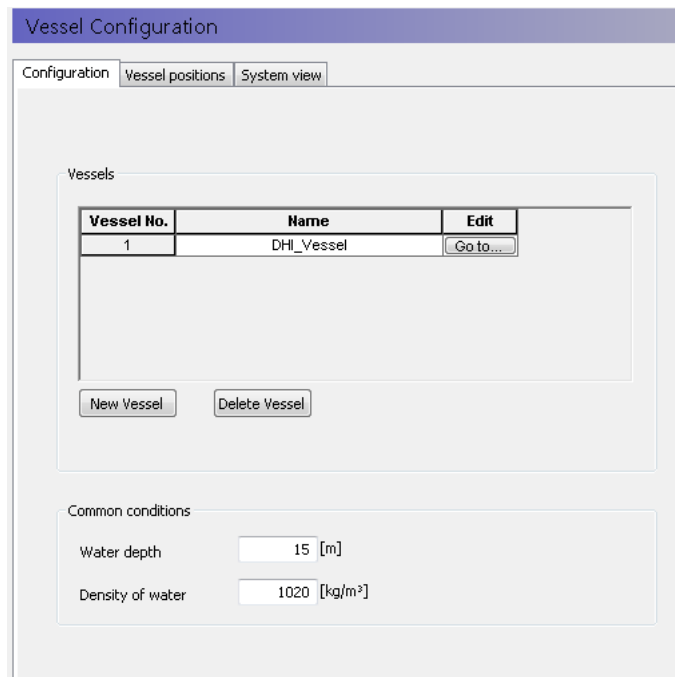 Vessel Configuration
Configuration Vessel positions System view
Vessels
Vessel No. Name Edit
1 DHI_Vessel Go to...
New Vessel Delete Vessel
Common conditions
Water depth 15 [m]
Density of water 1020 [kg/m³]